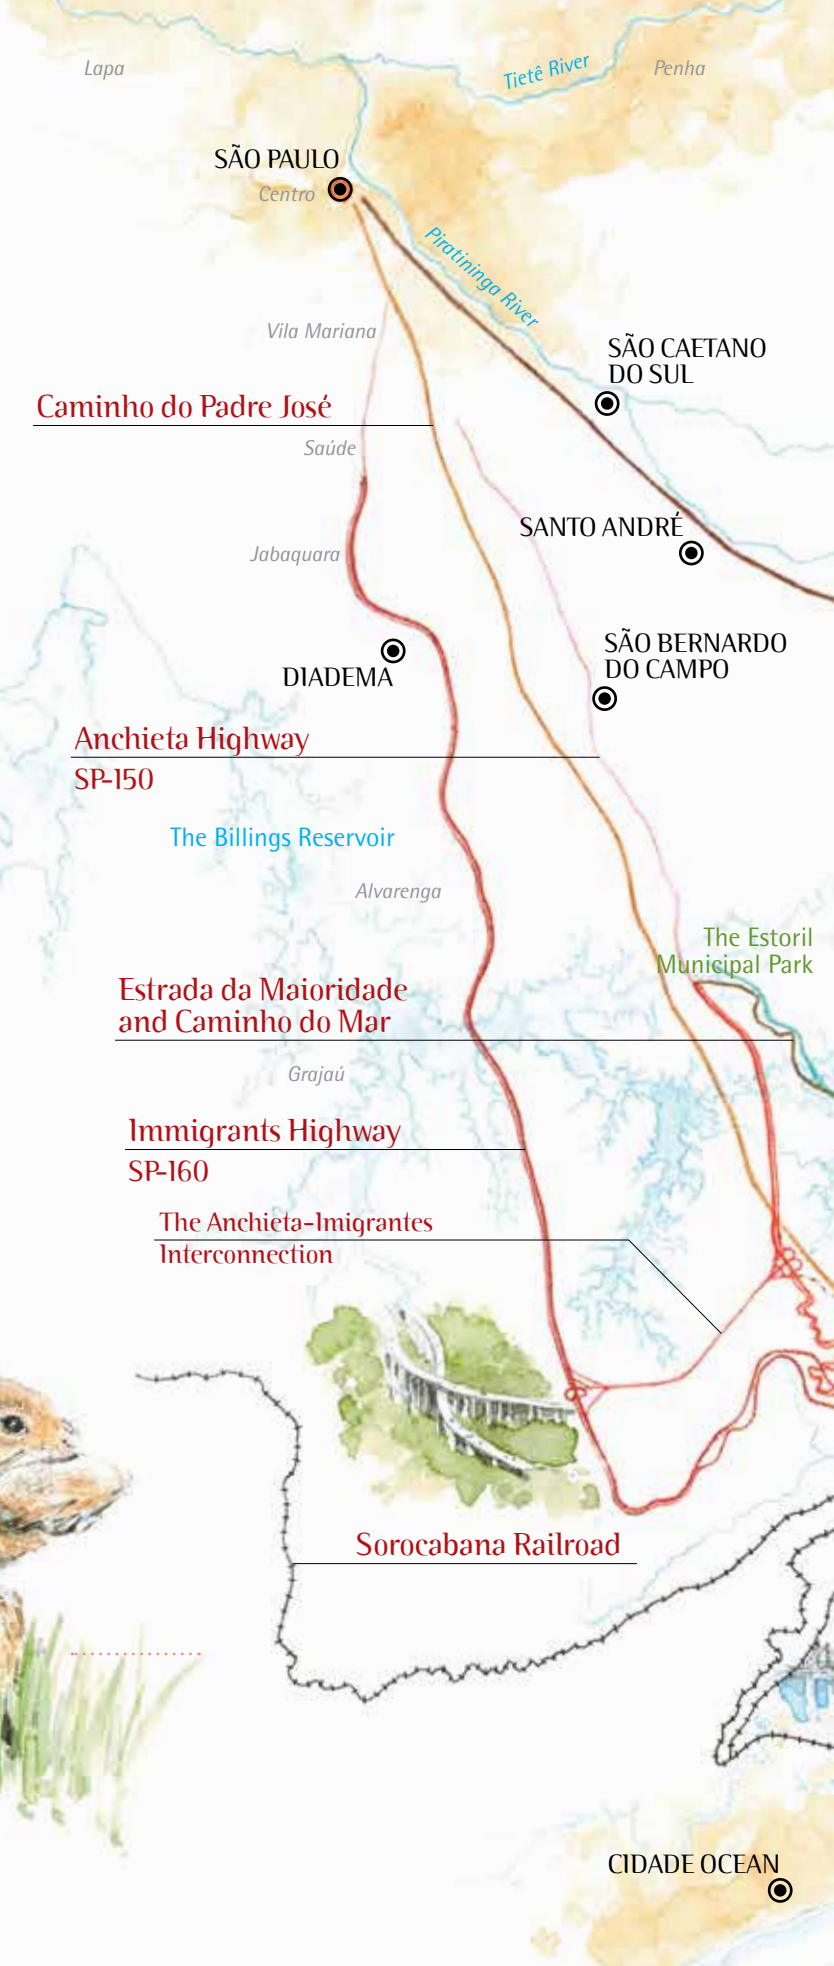 Lapa
Tietê River
Penha
SÃO PAULO
Centro
Piratininga River
Vila Mariana
SÃO CAETANO
DO SUL
Caminho do Padre José
Saúde
SANTO ANDRÉ
Jabaquara
SÃO BERNARDO
DO CAMPO
DIADEMA
Anchieta Highway
SP-150
The Billings Reservoir
Alvarenga
The Estoril
Municipal Park
Estrada da Maioridade
and Caminho do Mar
Grajaú
Immigrants Highway
SP-160
The Anchieta-Imigrantes
Interconnection
Sorocabana Railroad
CIDADE OCEAN